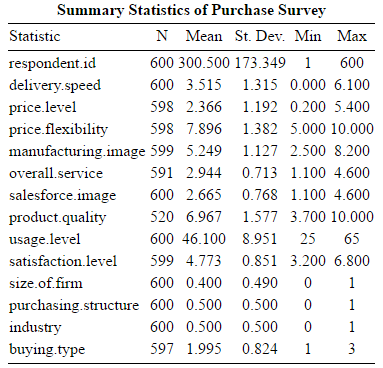 Summary Statistics of Purchase Survey
Statistic N Mean St. Dev. Min Max
respondent.id 600 300.500 173.349 1 600
delivery.speed 600 3.515 1.315 0.000 6.100
price.level 598 2.366 1.192 0.200 5.400
price.flexibility 598 7.896 1.382 5.000 10.000
manufacturing.image 599 5.249 1.127 2.500 8.200
overall.service 591 2.944 0.713 1.100 4.600
salesforce.image 600 2.665 0.768 1.100 4.600
product.quality 520 6.967 1.577 3.700 10.000
usage.level 600 46.100 8.951 25 65
satisfaction.level 599 4.773 0.851 3.200 6.800
size.of.firm 600 0.400 0.490 0 1
purchasing.structure 600 0.500 0.500 0 1
industry 600 0.500 0.500 0 1
buying.type 597 1.995 0.824 1 3